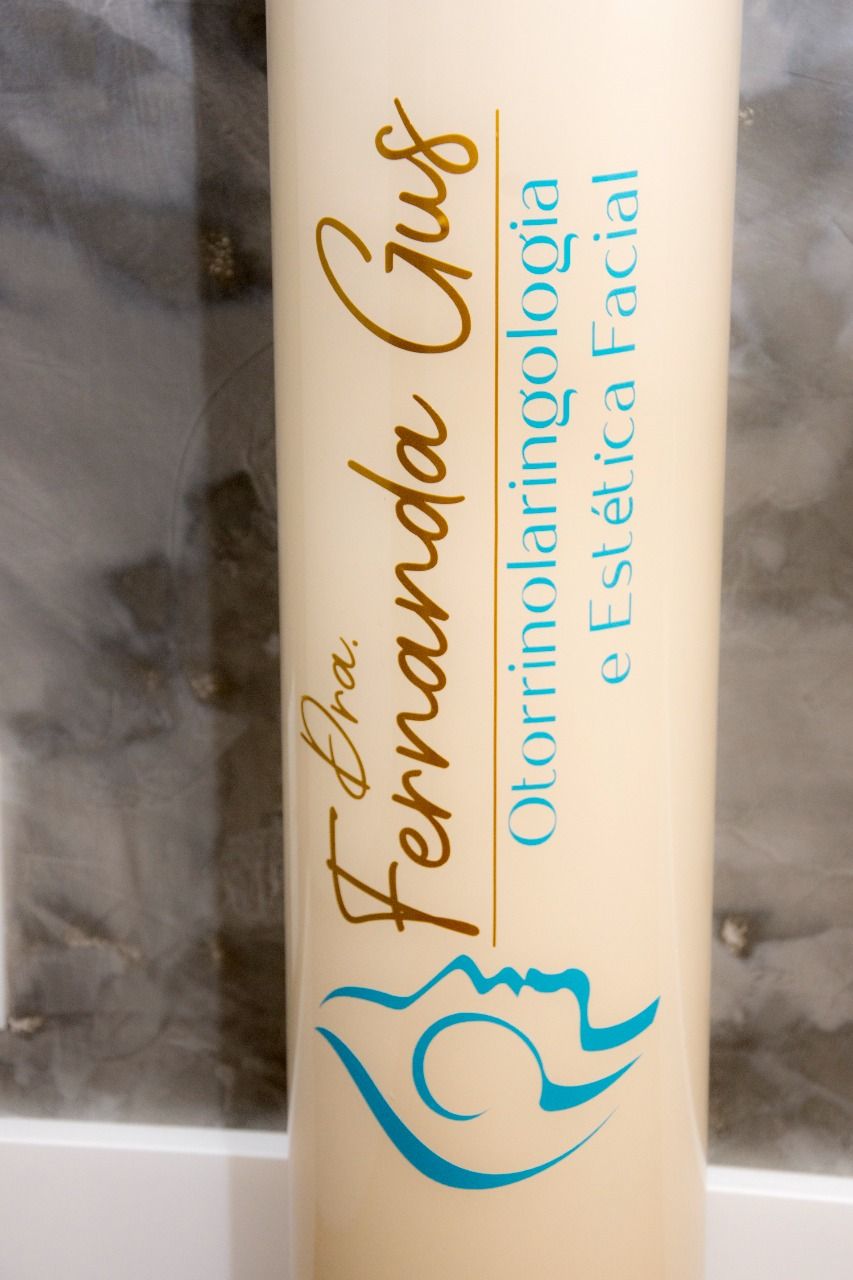 Dra.
Fernanda Gus
Otorrinolaringologia
e Estética Facial